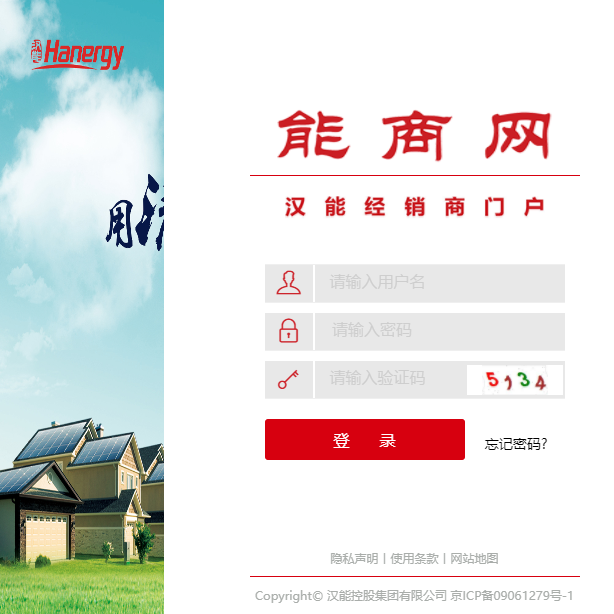 汉能 Hanergy
用
能商网
汉能经销商门户
请输入用户名
请输入密码
请输入验证码 5134
登 录 忘记密码?
隐私声明 | 使用条款 | 网站地图
Copyright© 汉能控股集团有限公司 京ICP备09061279号-1